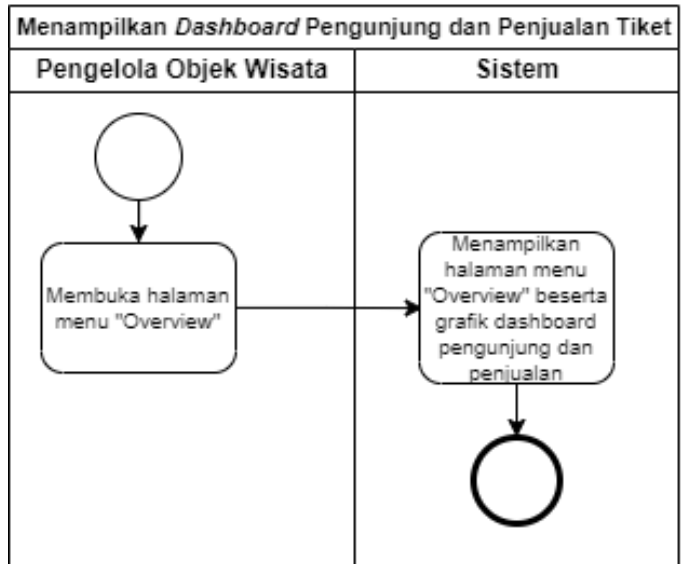 Menampilkan Dashboard Pengunjung dan Penjualan Tiket
Pengelola Objek Wisata
Sistem
Membuka halaman
menu "Overview"
Menampilkan
halaman menu
"Overview" beserta
grafik dashboard
pengunjung dan
penjualan